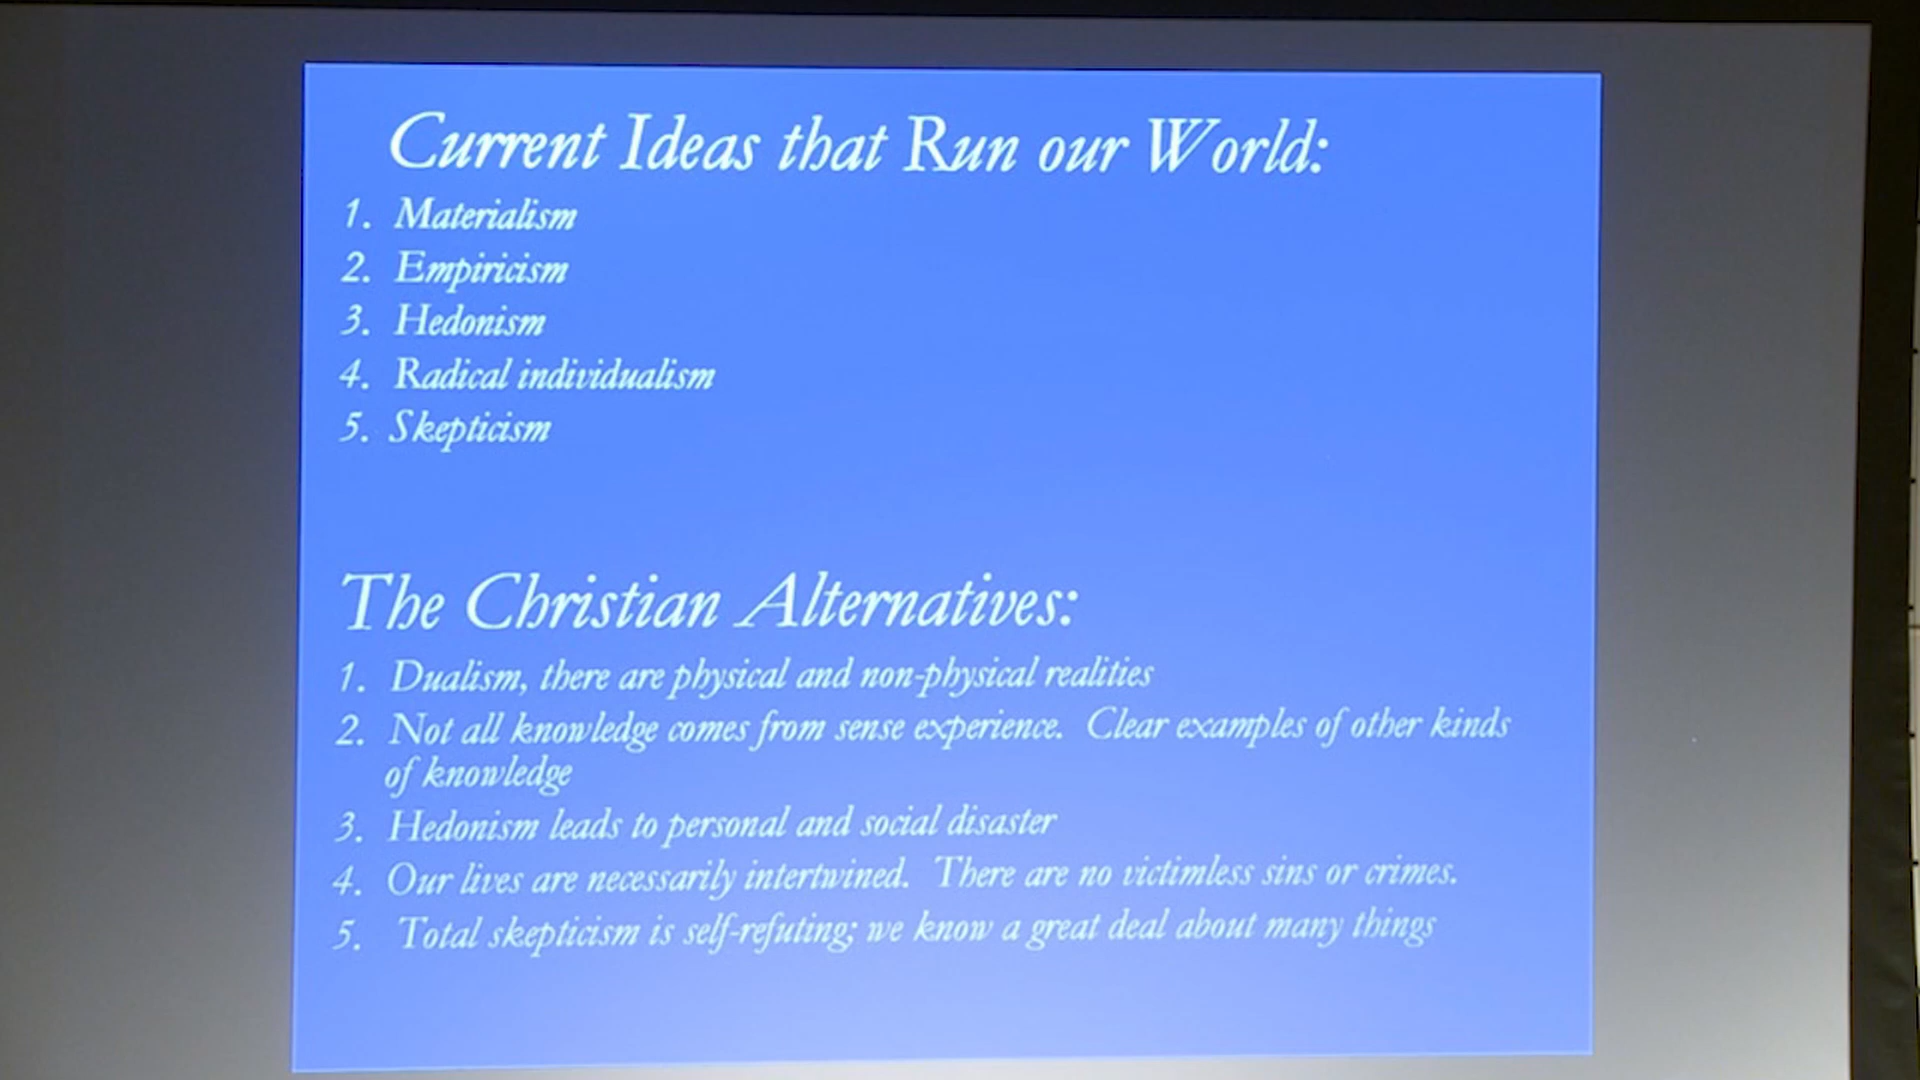 Current Ideas that Run our World:
1. Materialism
2. Empiricism
3. Hedonism
4. Radical individualism
5. Skepticism
The Christian Alternatives:
1. Dualism, there are physical and non-physical realities
2. Not all knowledge comes from sense experience. Clear examples of other kinds
of knowledge
3. Hedonism leads to personal and social disaster
4. Our lives are necessarily intertwined. There are no victimless sins or crimes.
5. Total skepticism is self-refuting; we know a great deal about many things